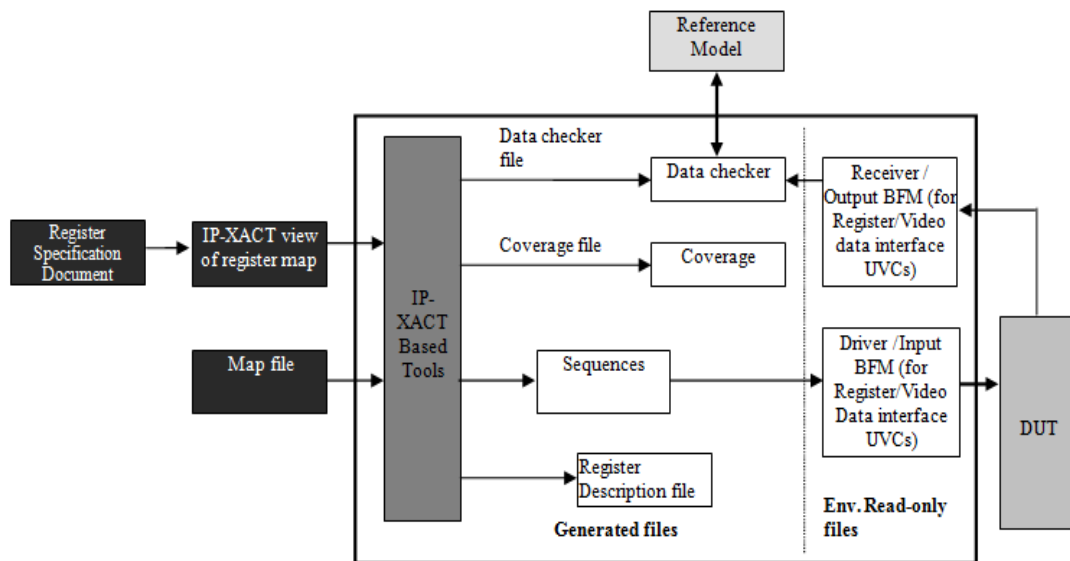 Reference
Model
Data checker
file
Data checker
Receiver /
Output BFM (for
Register/Video
data interface
UVCs)
Register
Specification
Document
IP-XACT view
of register map
Coverage file
Coverage
IP-
XACT
Based
Tools
Map file
Sequences
Driver /Input
BFM (for
Register/Video
Data interface
UVCs)
DUT
Register
Description file
Generated files
Env. Read-only
files